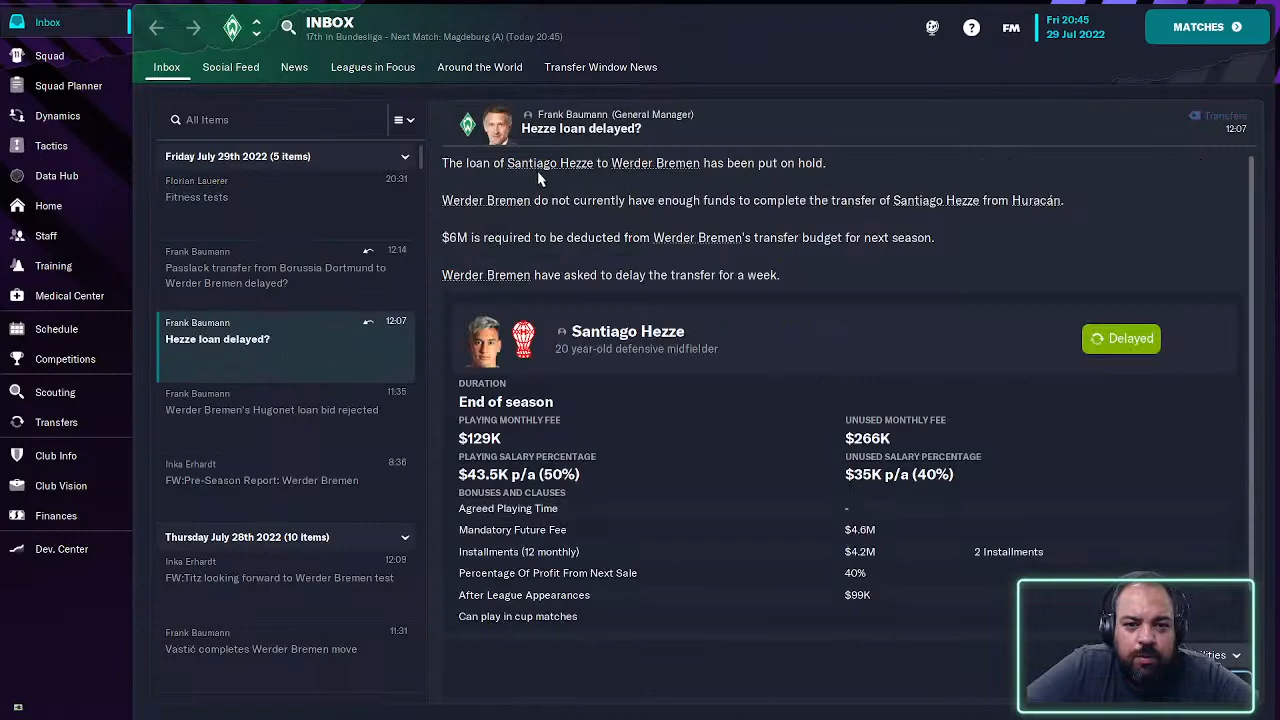 Inbox
Squad
Squad Planner
Dynamics
Tactics
Data Hub
Home
Staff
Training
Medical Center
Schedule
Competitions
Scouting
Transfers
Club Info
Club Vision
Finances
Dev. Center
INBOX
17th in Bundesliga - Next Match: Magdeburg (A) (Today 20:45)
FM
Fri 20:45
29 Jul 2022
MATCHES
Inbox Social Feed News Leagues in Focus Around the World Transfer Window News
All Items
Friday July 29th 2022 (5 items)
Florian Lauerer 20:31
Fitness tests
Frank Baumann 12:14
Passlack transfer from Borussia Dortmund to
Werder Bremen delayed?
Frank Baumann 12:07
Hezze loan delayed?
Frank Baumann 11:35
Werder Bremen's Hugonet loan bid rejected
Inka Erhardt 8:36
FW:Pre-Season Report: Werder Bremen
Thursday July 28th 2022 (10 items)
Inka Erhardt 12:09
FW:Titz looking forward to Werder Bremen test
Frank Baumann 11:31
Vastić completes Werder Bremen move
Frank Baumann (General Manager)
Hezze loan delayed?
Transfers
12:07
The loan of Santiago Hezze to Werder Bremen has been put on hold.
Werder Bremen do not currently have enough funds to complete the transfer of Santiago Hezze from Huracán.
$6M is required to be deducted from Werder Bremen's transfer budget for next season.
Werder Bremen have asked to delay the transfer for a week.
Santiago Hezze
20 year-old defensive midfielder
Delayed
DURATION
End of season
PLAYING MONTHLY FEE UNUSED MONTHLY FEE
$129K $266K
PLAYING SALARY PERCENTAGE UNUSED SALARY PERCENTAGE
$43.5K p/a (50%) $35K p/a (40%)
BONUSES AND CLAUSES
Agreed Playing Time -
Mandatory Future Fee $4.6M
Installments (12 monthly) $4.2M 2 Installments
Percentage Of Profit From Next Sale 40%
After League Appearances $99K
Can play in cup matches